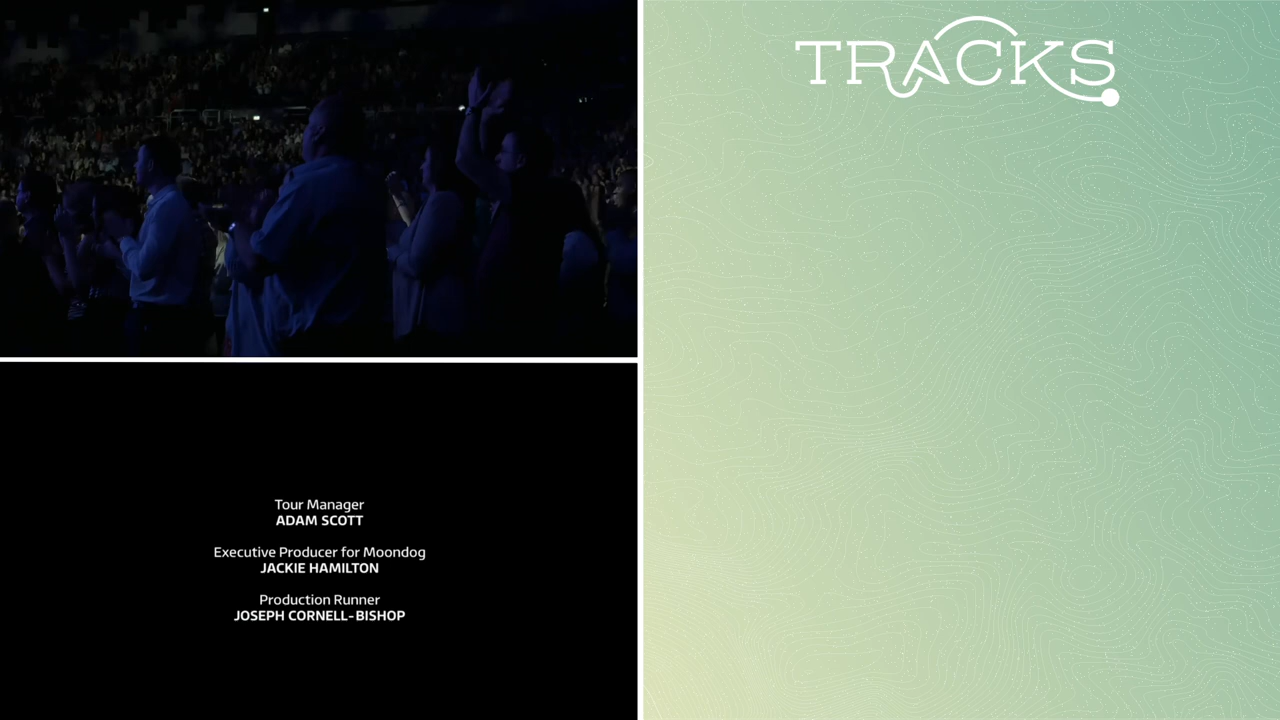 TRACKS
Tour Manager
ADAM SCOTT
Executive Producer for Moondog
JACKIE HAMILTON
Production Runner
JOSEPH CORNELL-BISHOP